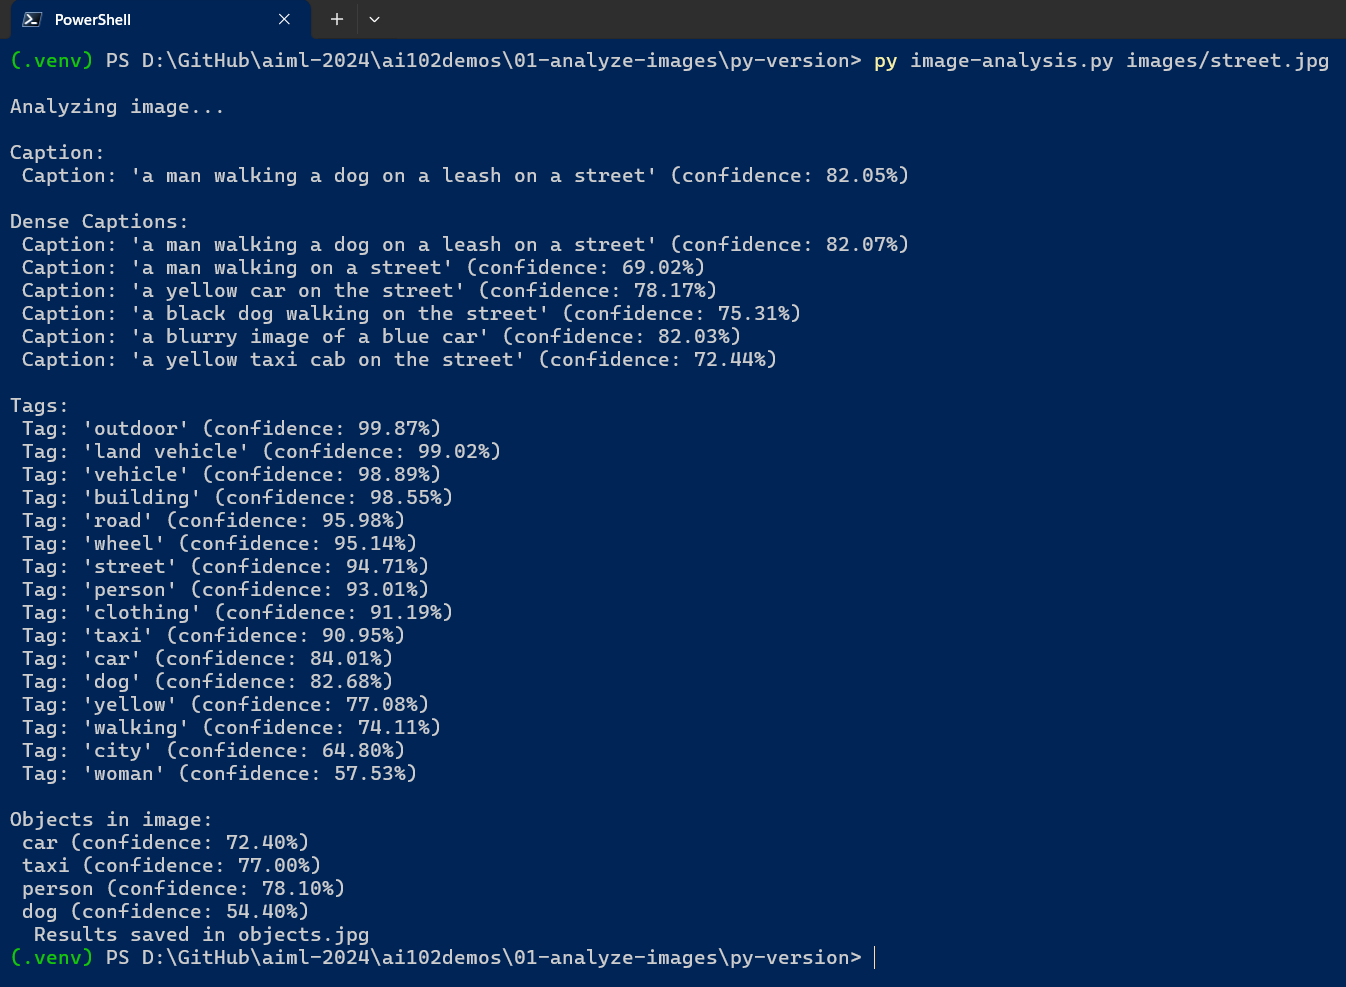 PowerShell
(.venv) PS D:\GitHub\aiml-2024\ai102demos\01-analyze-images\py-version> py image-analysis.py images/street.jpg
Analyzing image...
Caption:
Caption: 'a man walking a dog on a leash on a street' (confidence: 82.05%)
Dense Captions:
Caption: 'a man walking a dog on a leash on a street' (confidence: 82.07%)
Caption: 'a man walking on a street' (confidence: 69.02%)
Caption: 'a yellow car on the street' (confidence: 78.17%)
Caption: 'a black dog walking on the street' (confidence: 75.31%)
Caption: 'a blurry image of a blue car' (confidence: 82.03%)
Caption: 'a yellow taxi cab on the street' (confidence: 72.44%)
Tags:
Tag: 'outdoor' (confidence: 99.87%)
Tag: 'land vehicle' (confidence: 99.02%)
Tag: 'vehicle' (confidence: 98.89%)
Tag: 'building' (confidence: 98.55%)
Tag: 'road' (confidence: 95.98%)
Tag: 'wheel' (confidence: 95.14%)
Tag: 'street' (confidence: 94.71%)
Tag: 'person' (confidence: 93.01%)
Tag: 'clothing' (confidence: 91.19%)
Tag: 'taxi' (confidence: 90.95%)
Tag: 'car' (confidence: 84.01%)
Tag: 'dog' (confidence: 82.68%)
Tag: 'yellow' (confidence: 77.08%)
Tag: 'walking' (confidence: 74.11%)
Tag: 'city' (confidence: 64.80%)
Tag: 'woman' (confidence: 57.53%)
Objects in image:
car (confidence: 72.40%)
taxi (confidence: 77.00%)
person (confidence: 78.10%)
dog (confidence: 54.40%)
Results saved in objects.jpg
(.venv) PS D:\GitHub\aiml-2024\ai102demos\01-analyze-images\py-version>